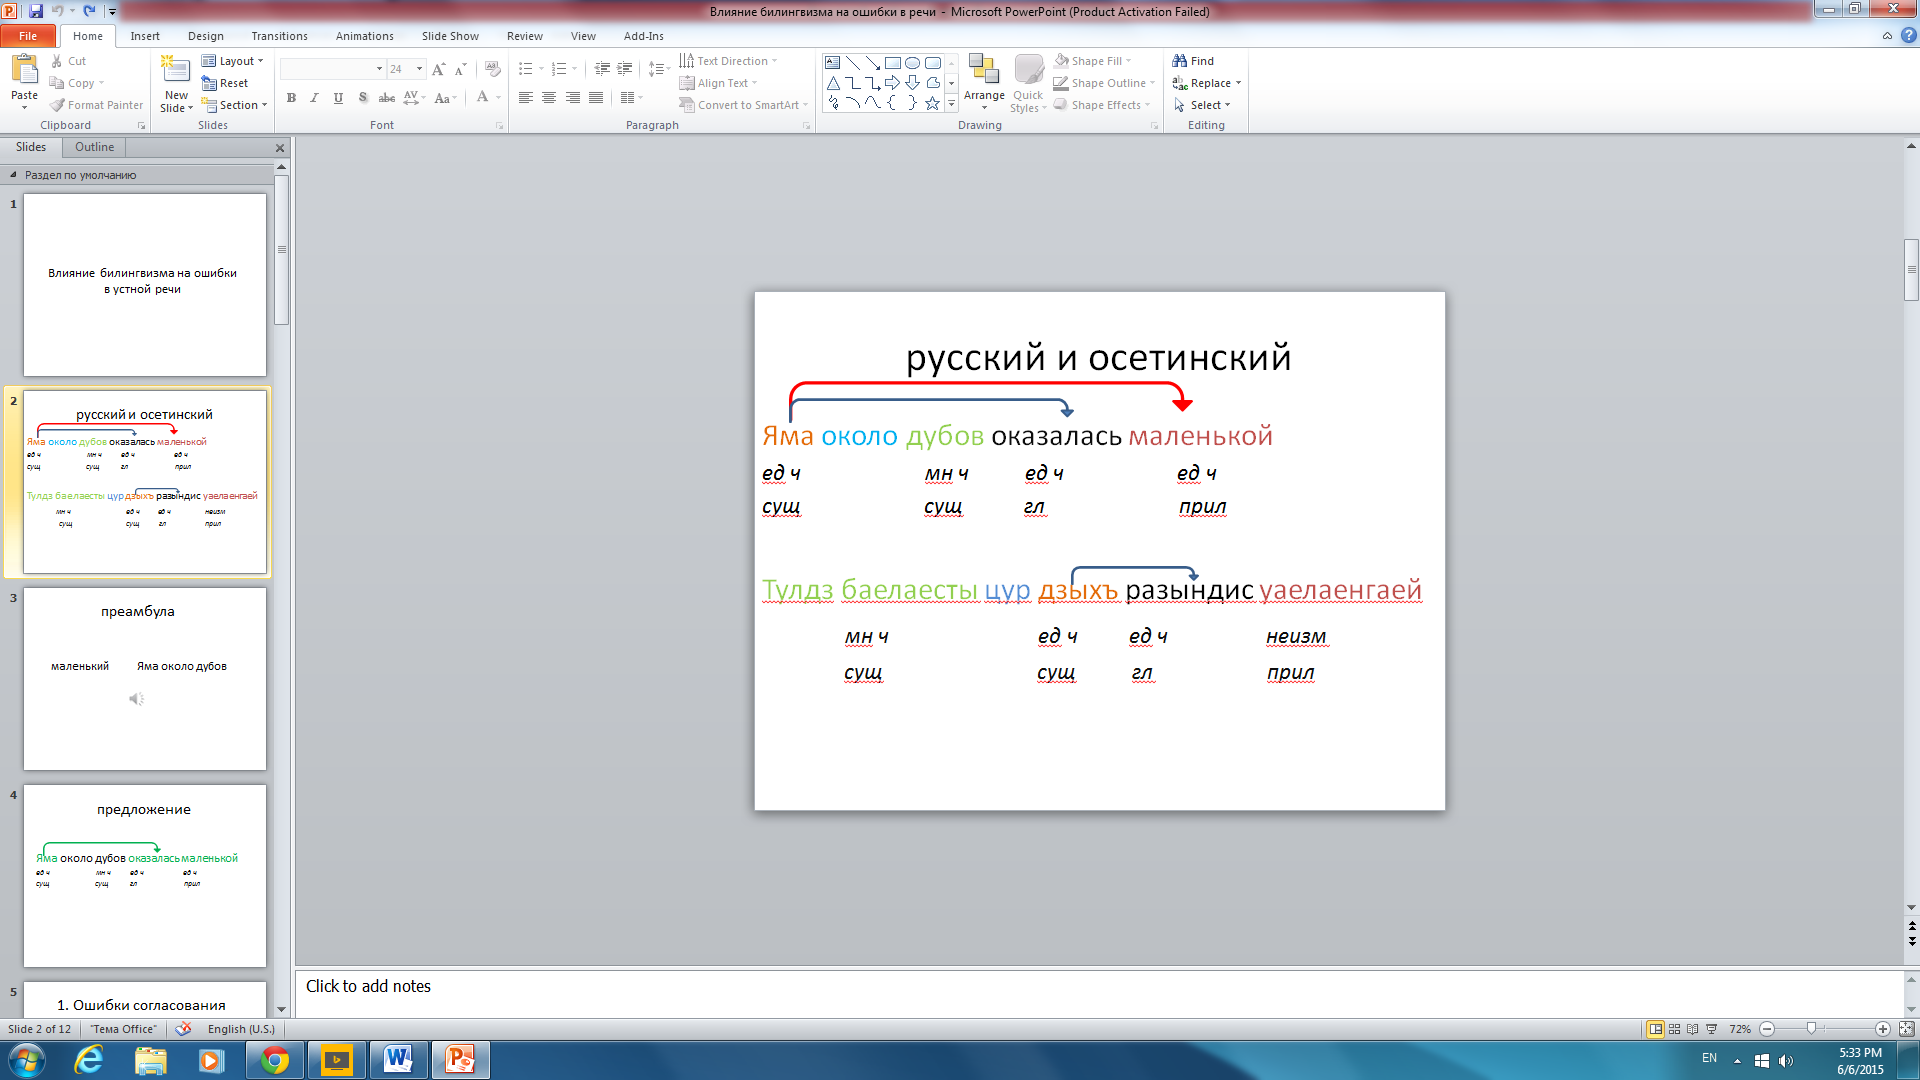 Влияние билингвизма на ошибки в речи - Microsoft PowerPoint (Product Activation Failed)
File Home Insert Design Transitions Animations Slide Show Review View Add-Ins
Paste
Cut
Copy
Format Painter
Clipboard
New Slide
Layout
Reset
Section
Slides
24
B I U S abc AV Aa A
Font
Text Direction
Align Text
Convert to SmartArt
Paragraph
Arrange
Quick Styles
Shape Fill
Shape Outline
Shape Effects
Drawing
Find
Replace
Select
Editing
Slides Outline
Раздел по умолчанию
1
Влияние билингвизма на ошибки
в устной речи
2
русский и осетинский
Яма около дубов оказалась маленькой
ед ч мн ч ед ч ед ч
сущ сущ гл прил
Тулдз баелаесты цур дзыхъ разындис уаелаенгаей
мн ч ед ч ед ч неизм
сущ сущ гл прил
3
преамбула
маленький Яма около дубов
4
предложение
Яма около дубов оказалась маленькой
ед ч мн ч ед ч ед ч
сущ сущ гл прил
5
1. Ошибки согласования
русский и осетинский
Яма около дубов оказалась маленькой
ед ч мн ч ед ч ед ч
сущ сущ гл прил
Тулдз баелаесты цур дзыхъ разындис уаелаенгаей
мн ч ед ч ед ч неизм
сущ сущ гл прил
Click to add notes
Slide 2 of 12 "Тема Office" English (U.S.) 72%
EN 5:33 PM
6/6/2015